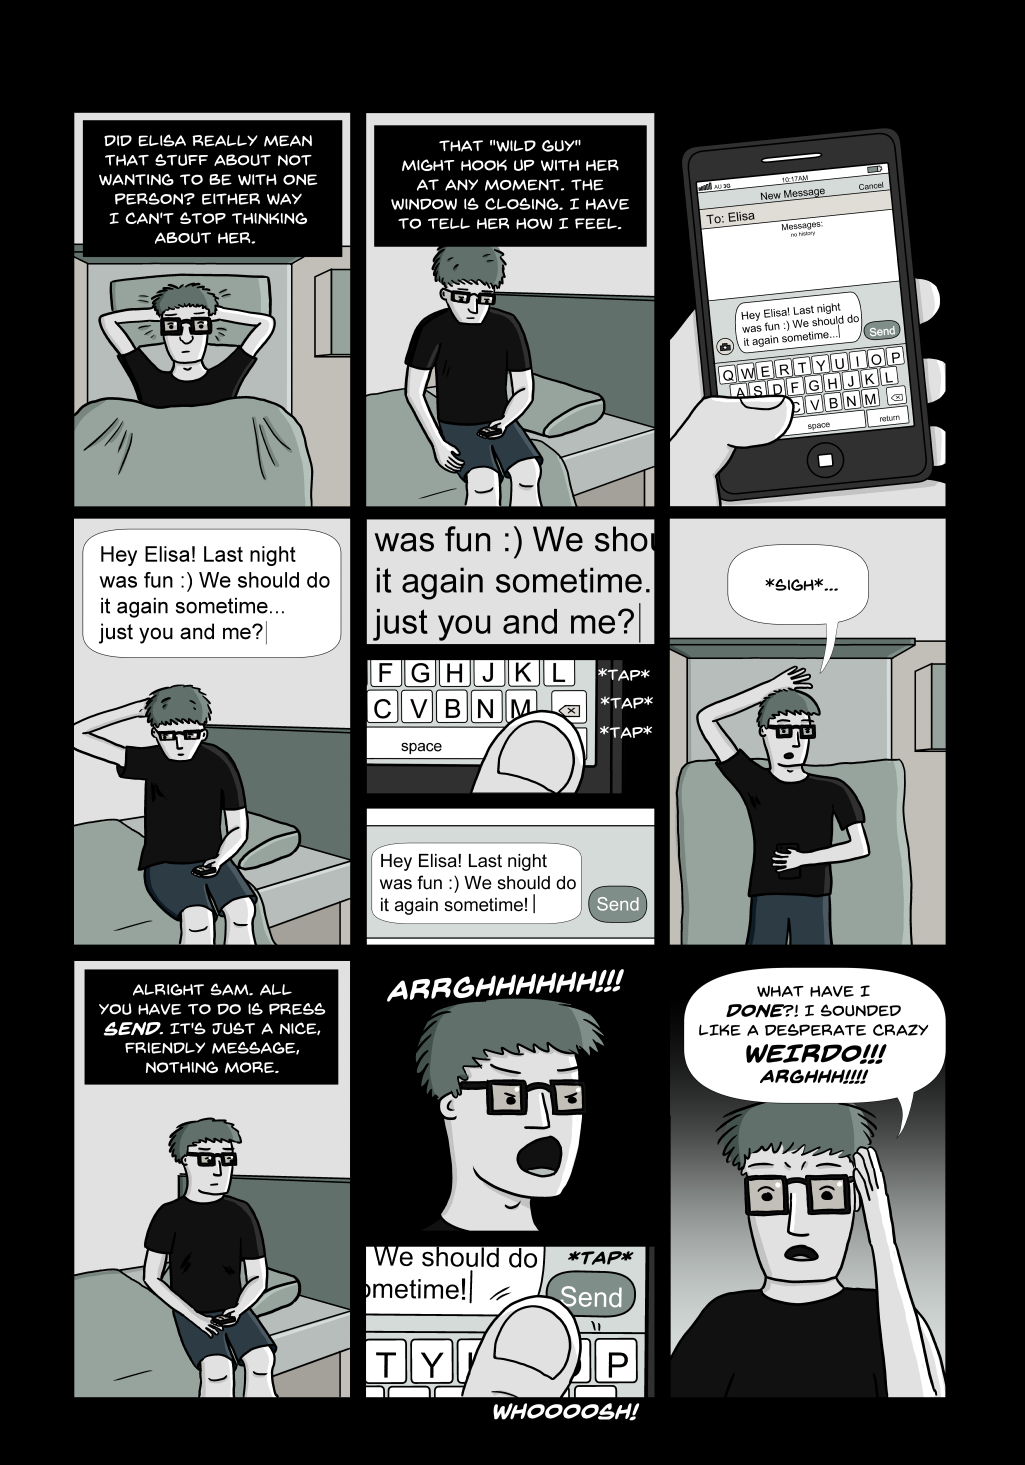 DID ELISA REALLY MEAN
THAT STUFF ABOUT NOT
WANTING TO BE WITH ONE
PERSON? EITHER WAY
I CAN'T STOP THINKING
ABOUT HER.
THAT "WILD GUY"
MIGHT HOOK UP WITH HER
AT ANY MOMENT. THE
WINDOW IS CLOSING. I HAVE
TO TELL HER HOW I FEEL.
AU 3G 10:17AM
New Message Cancel
To: Elisa
Messages:
no history
Hey Elisa! Last night
was fun :) We should do
it again sometime...
Send
Q W E R T Y U I O P
A S D F G H J K L
C V B N M
space return
Hey Elisa! Last night
was fun :) We should do
it again sometime...
just you and me?
was fun :) We shou
it again sometime.
just you and me?
F G H J K L
C V B N M
space
*TAP*
*TAP*
*TAP*
Hey Elisa! Last night
was fun :) We should do
it again sometime!
Send
*SIGH*...
ALRIGHT SAM. ALL
YOU HAVE TO DO IS PRESS
SEND. IT'S JUST A NICE,
FRIENDLY MESSAGE,
NOTHING MORE.
ARRGHHHHHH!!!
We should do
ometime!
*TAP*
Send
T Y P
WHOOOOSH!
WHAT HAVE I
DONE?! I SOUNDED
LIKE A DESPERATE CRAZY
WEIRDO!!!
ARGHHH!!!!